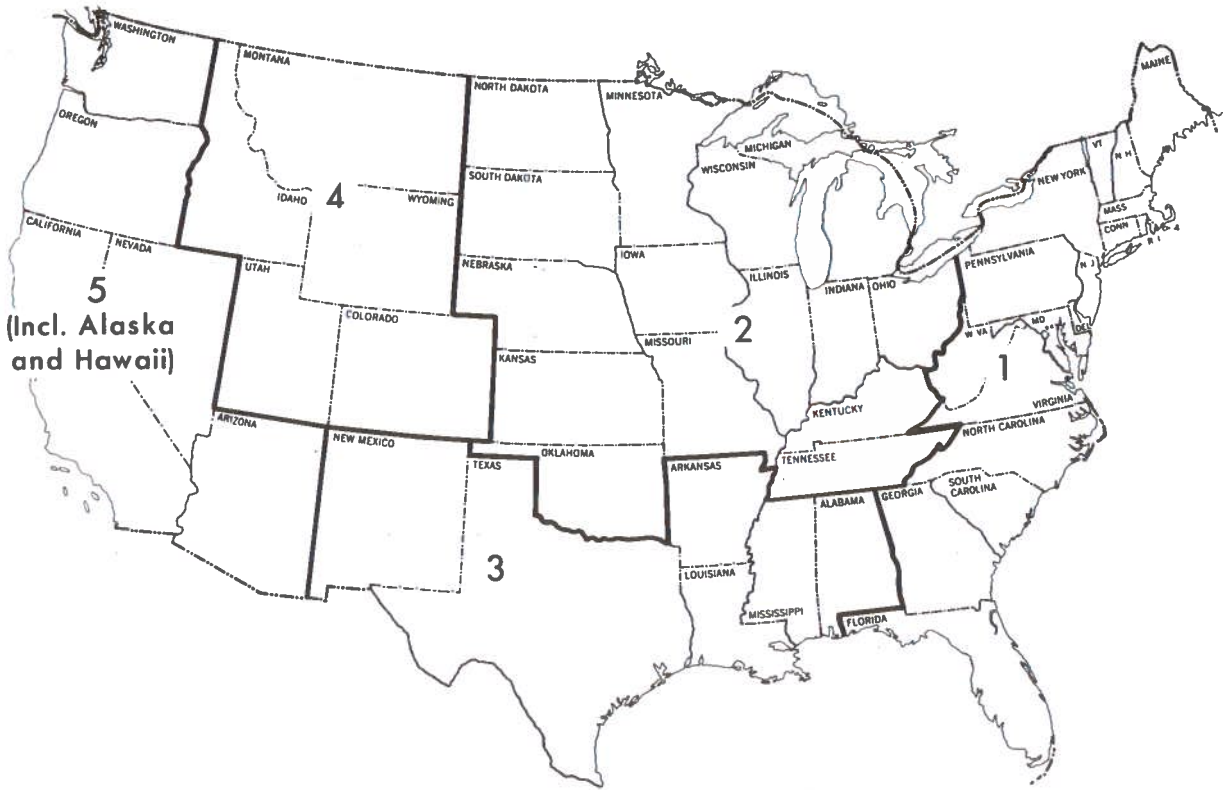 WASHINGTON
MONTANA
NORTH DAKOTA
MINNESOTA
MAINE
OREGON
MICHIGAN
WISCONSIN
VT
N H
NEW YORK
SOUTH DAKOTA
IDAHO
4
WYOMING
MASS
CONN
R I
CALIFORNIA
NEVADA
UTAH
NEBRASKA
IOWA
ILLINOIS
INDIANA
OHIO
PENNSYLVANIA
N J
5
(Incl. Alaska
and Hawaii)
COLORADO
KANSAS
MISSOURI
2
W VA
MD
DEL
1
KENTUCKY
VIRGINIA
ARIZONA
NEW MEXICO
TEXAS
OKLAHOMA
ARKANSAS
TENNESSEE
NORTH CAROLINA
ALABAMA
GEORGIA
SOUTH
CAROLINA
3
LOUISIANA
MISSISSIPPI
FLORIDA